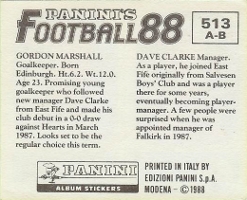 PANINI'S
FOOTBALL 88
513
A-B
GORDON MARSHALL
Goalkeeper. Born
Edinburgh. Ht.6.2. Wt.12.0.
Age 23. Promising young
goalkeeper who followed
new manager Dave Clarke
from East Fife and made his
club debut in a 0-0 draw
against Hearts in March
1987. Looks set to be the
regular choice this term.
DAVE CLARKE Manager.
As a player, he joined East
Fife originally from Salvesen
Boys' Club and was a player
there for some years,
eventually becoming player-
manager. A few people were
surprised when he was
appointed manager of
Falkirk in 1987.
PANINI
ALBUM STICKERS
PRINTED IN ITALY BY
EDIZIONI PANINI S.p.A.
MODENA - © 1988